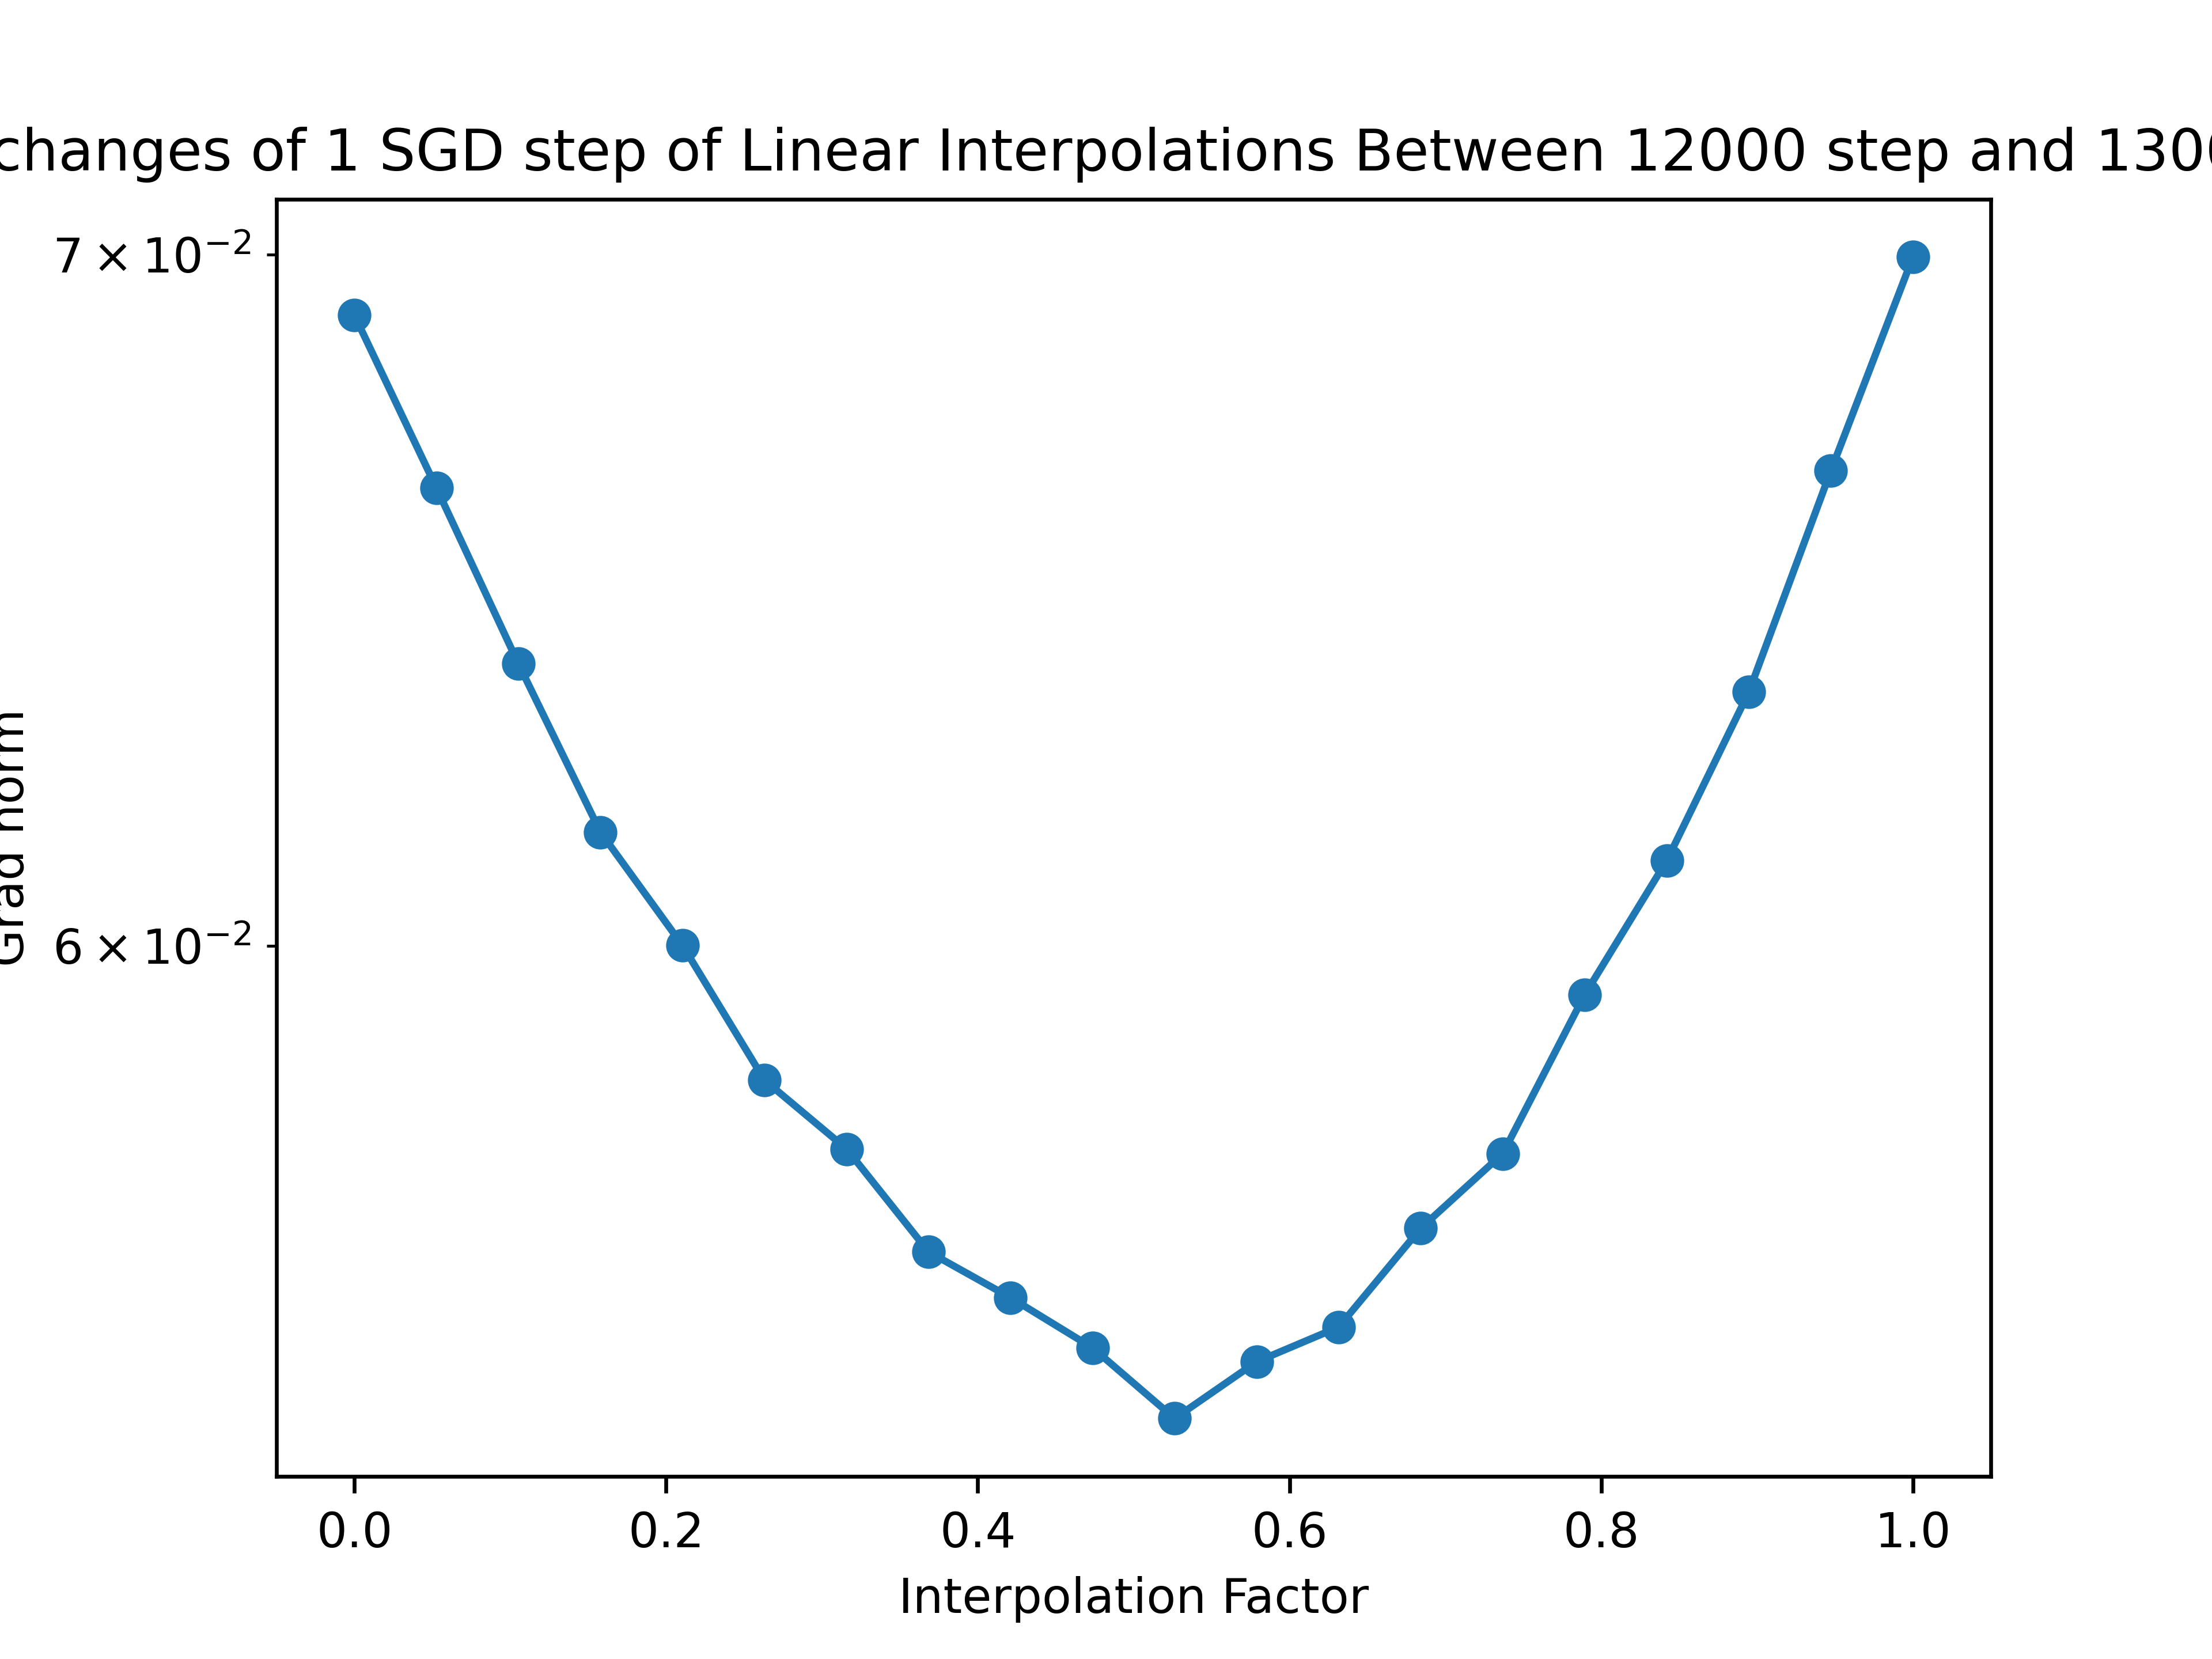 changes of 1 SGD step of Linear Interpolations Between 12000 step and 130
7 × 10⁻²
6 × 10⁻²
Grad norm
0.0 0.2 0.4 0.6 0.8 1.0
Interpolation Factor